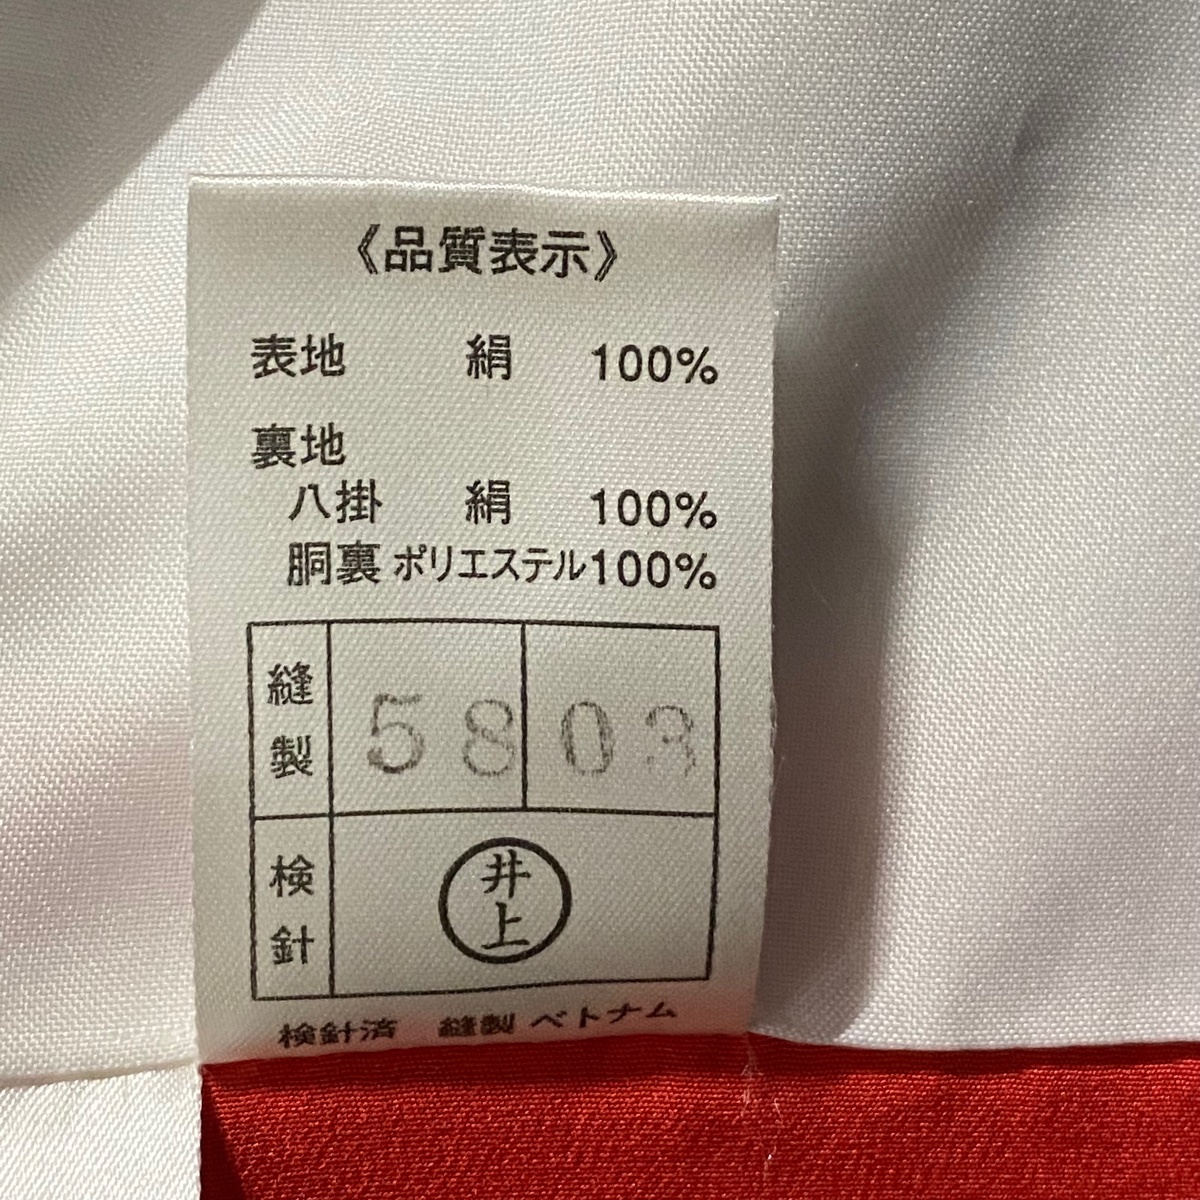 《品質表示》
表地 絹 100%
裏地
八掛 絹 100%
胴裏 ポリエステル100%
縫製 5803
検針 井上
検針済 縫製 ベトナム